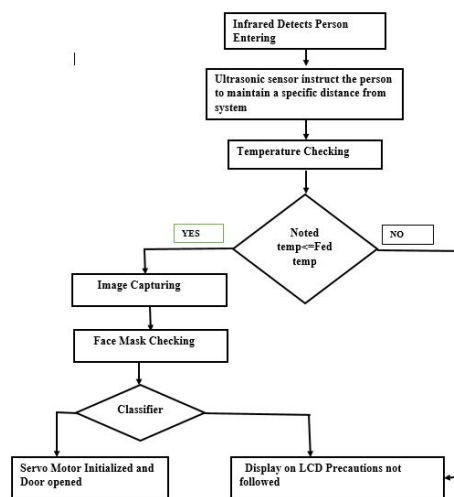 Infrared Detects Person
Entering
Ultrasonic sensor instruct the person
to maintain a specific distance from
system
Temperature Checking
Noted
temp<=Fed
temp
YES
NO
Image Capturing
Face Mask Checking
Classifier
Servo Motor Initialized and
Door opened
Display on LCD Precautions not
followed